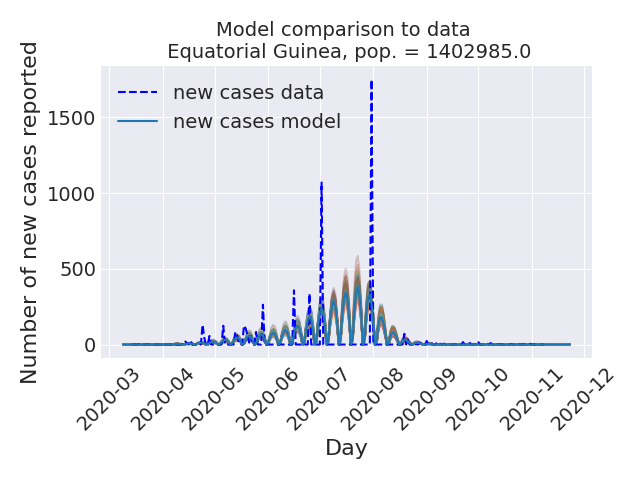 Model comparison to data
Equatorial Guinea, pop. = 1402985.0
Number of new cases reported
new cases data
new cases model
1500
1000
500
0
2020-03
2020-04
2020-05
2020-06
2020-07
2020-08
2020-09
2020-10
2020-11
2020-12
Day